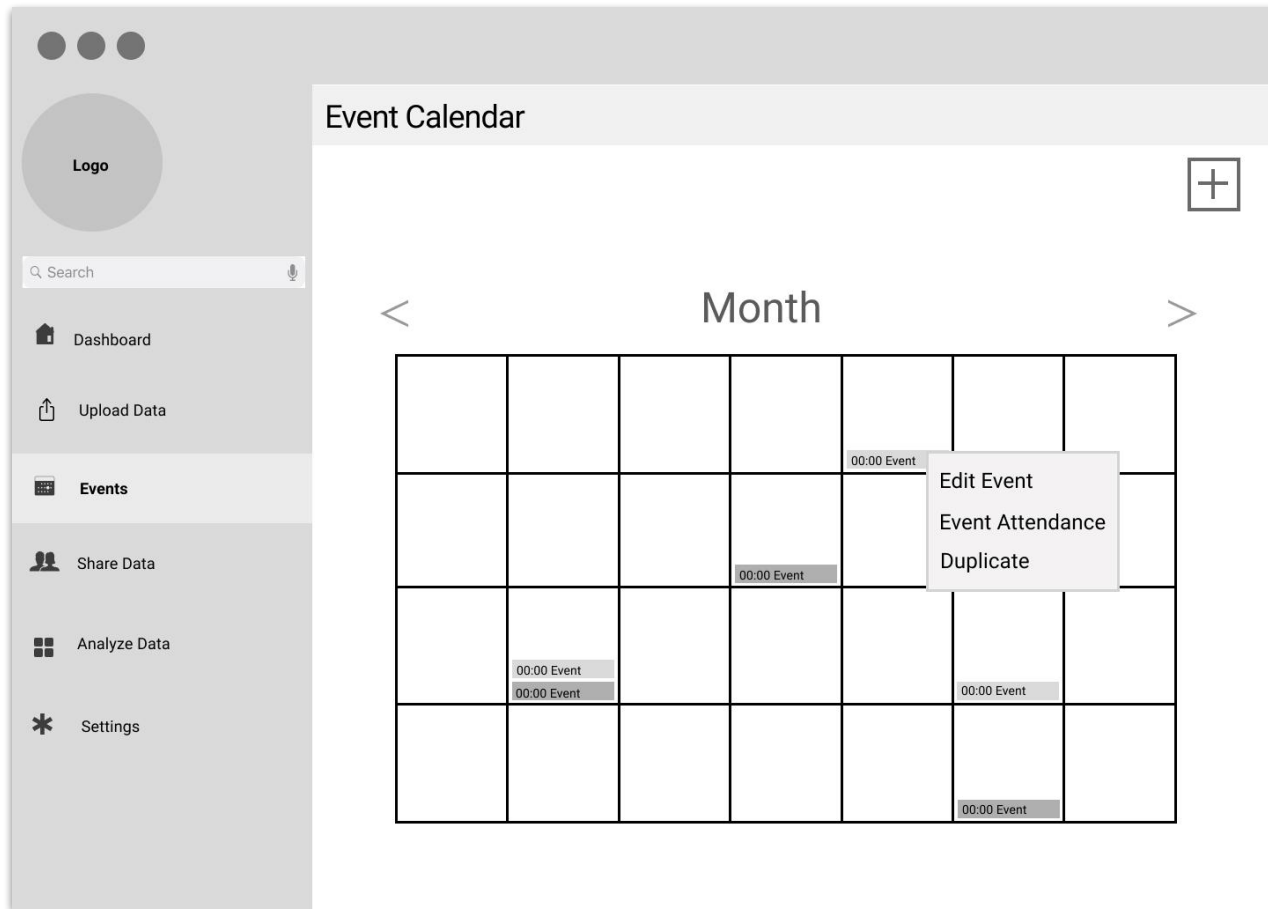 Event Calendar
Logo
Search
Dashboard
Upload Data
Events
Share Data
Analyze Data
Settings
< Month >
00:00 Event
Edit Event
Event Attendance
Duplicate
00:00 Event
00:00 Event
00:00 Event
00:00 Event
00:00 Event